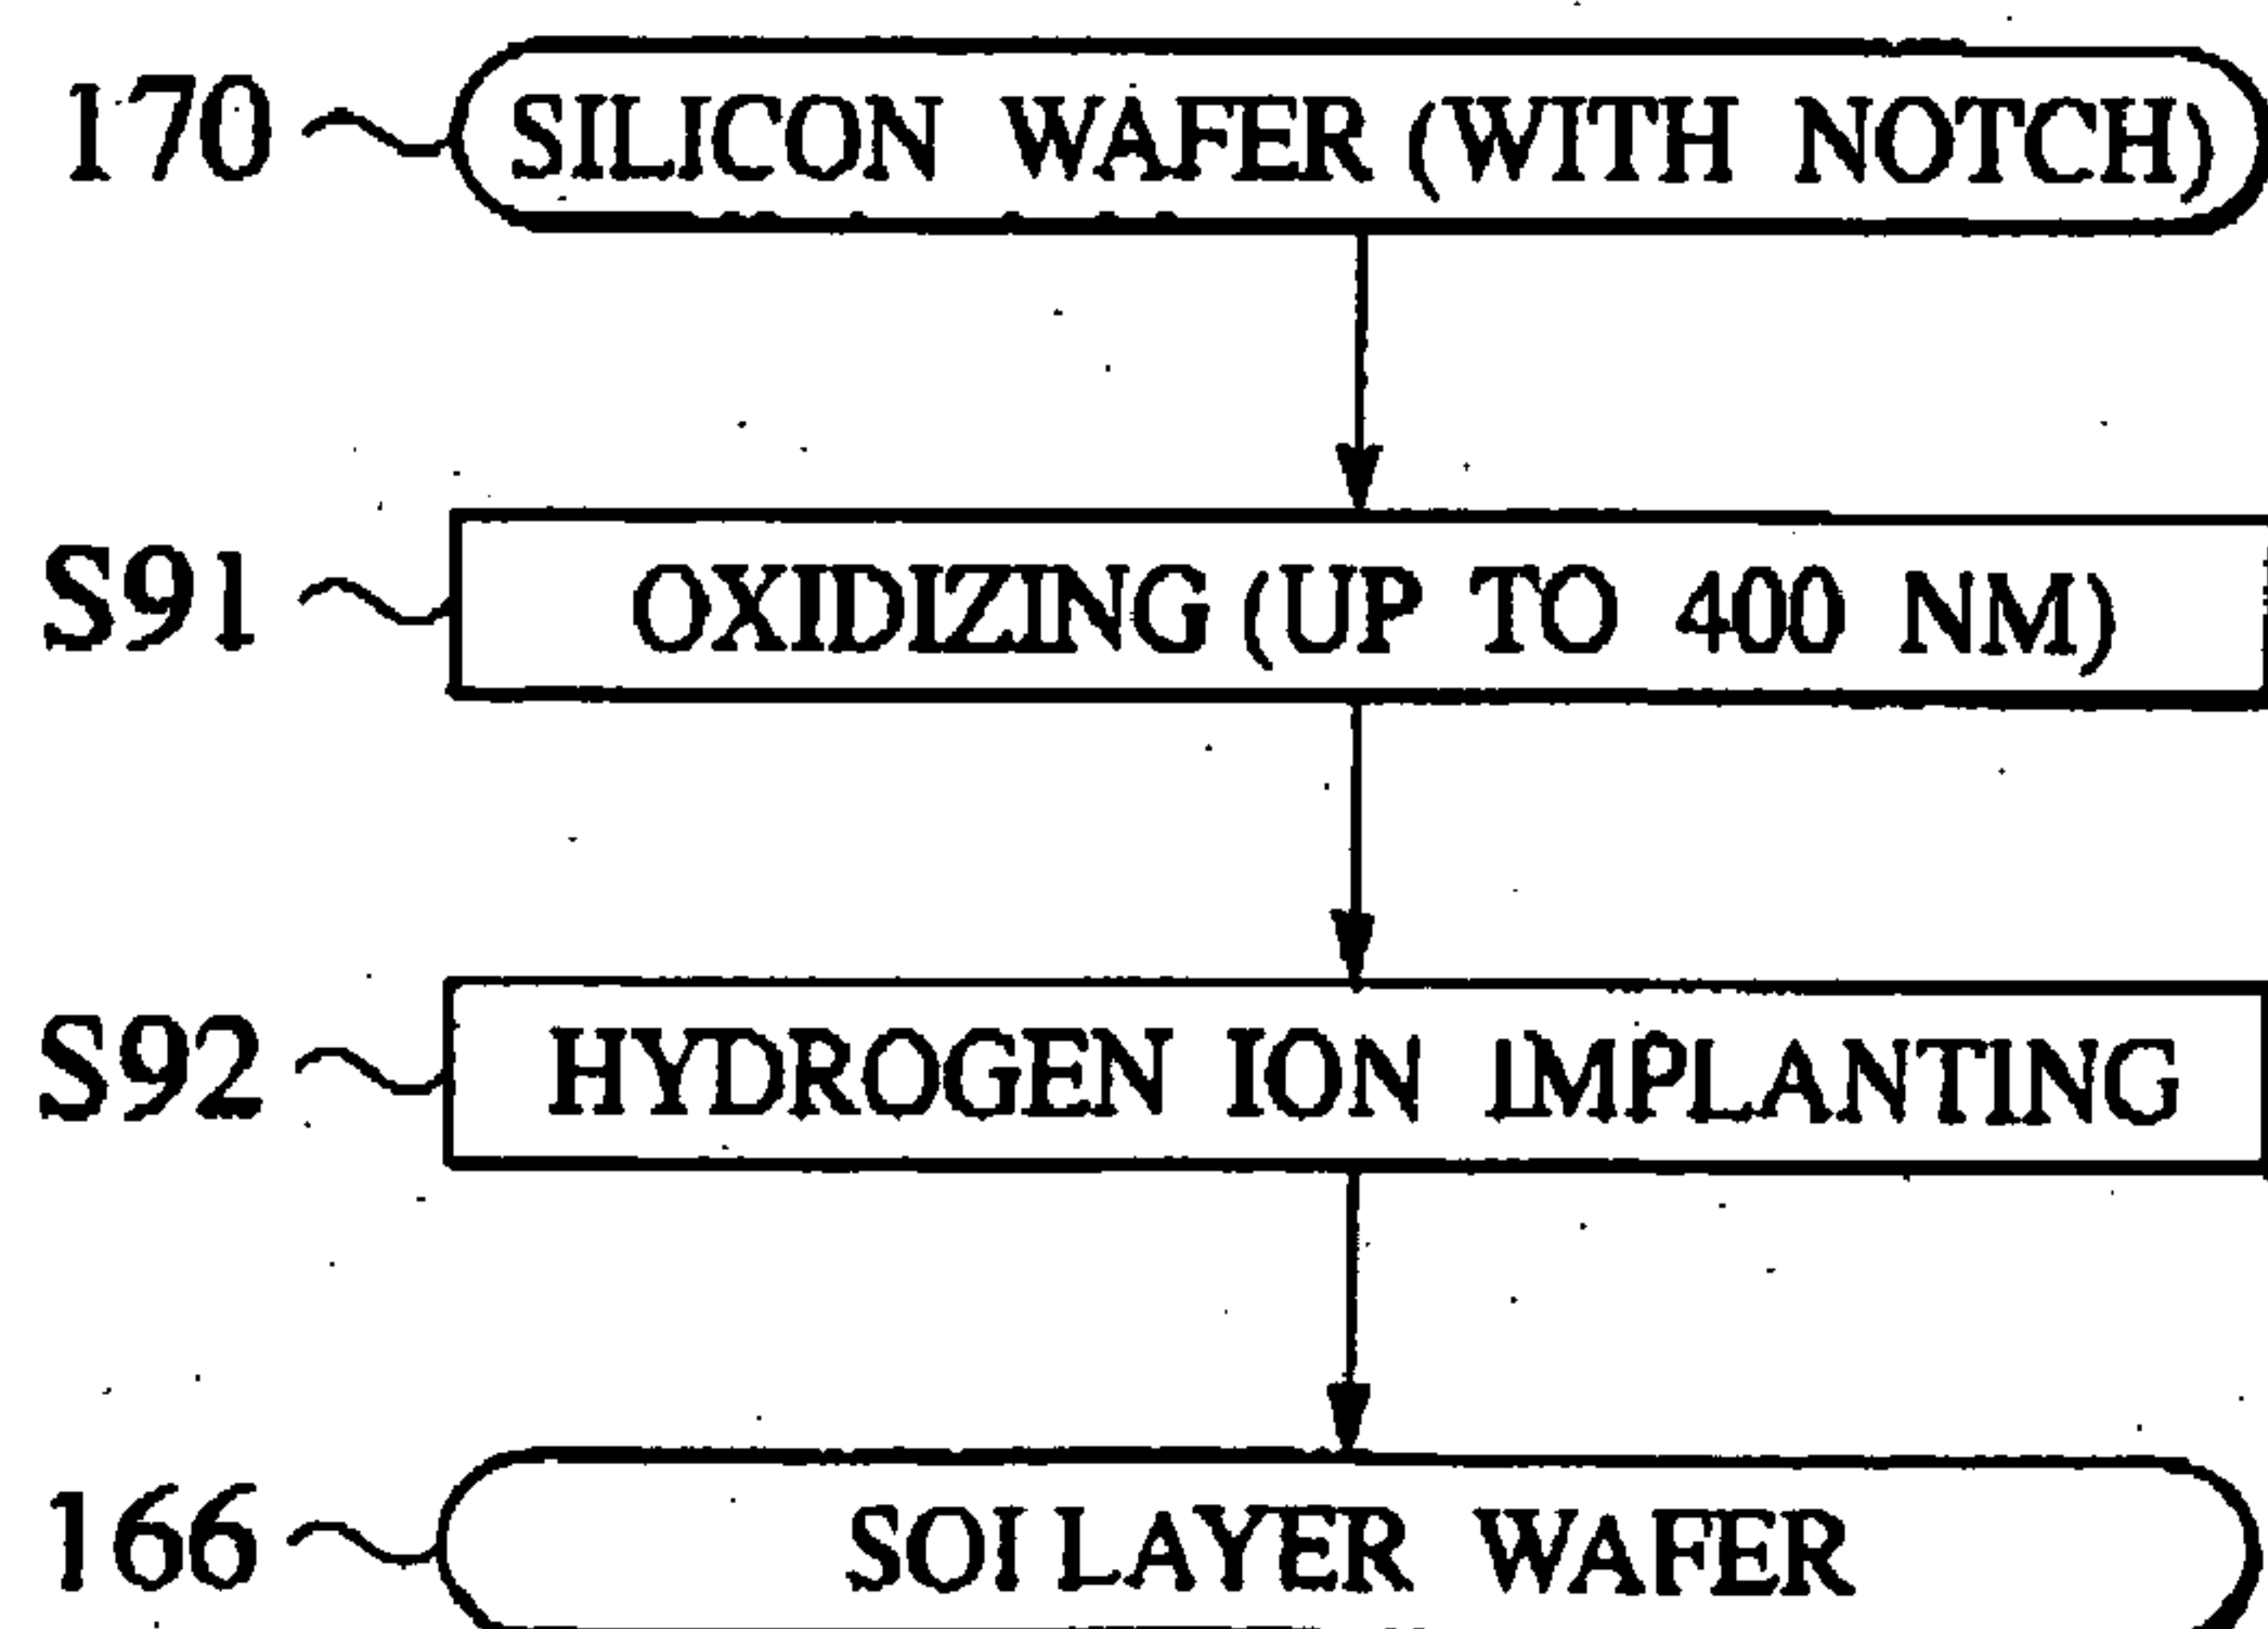 170 SILICON WAFER (WITH NOTCH)
S91 OXIDIZING (UP TO 400 NM)
S92 HYDROGEN ION IMPLANTING
166 SOI LAYER WAFER